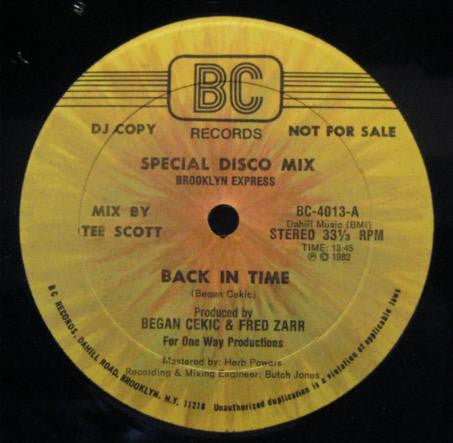 BC
RECORDS
DJ COPY
NOT FOR SALE
SPECIAL DISCO MIX
BROOKLYN EXPRESS
MIX BY
TEE SCOTT
BC-4013-A
Dahill Music (BMI)
STEREO 33⅓ RPM
TIME: 13:45
℗ © 1982
BACK IN TIME
(Began Cekic)
Produced by
BEGAN CEKIC & FRED ZARR
For One Way Productions
Mastered by: Herb Powers
Recording & Mixing Engineer: Butch Jones
BC RECORDS, DAHILL ROAD, BROOKLYN, N.Y. 11218 Unauthorized duplication is a violation of applicable laws